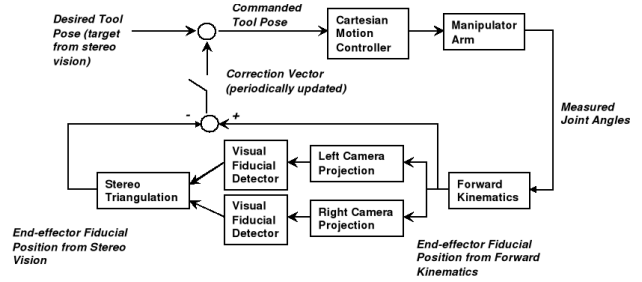 Desired Tool
Pose (target
from stereo
vision)
Commanded
Tool Pose
Cartesian
Motion
Controller
Manipulator
Arm
Correction Vector
(periodically updated)
Measured
Joint Angles
-
+
Visual
Fiducial
Detector
Left Camera
Projection
Stereo
Triangulation
Forward
Kinematics
Visual
Fiducial
Detector
Right Camera
Projection
End-effector Fiducial
Position from Stereo
Vision
End-effector Fiducial
Position from Forward
Kinematics